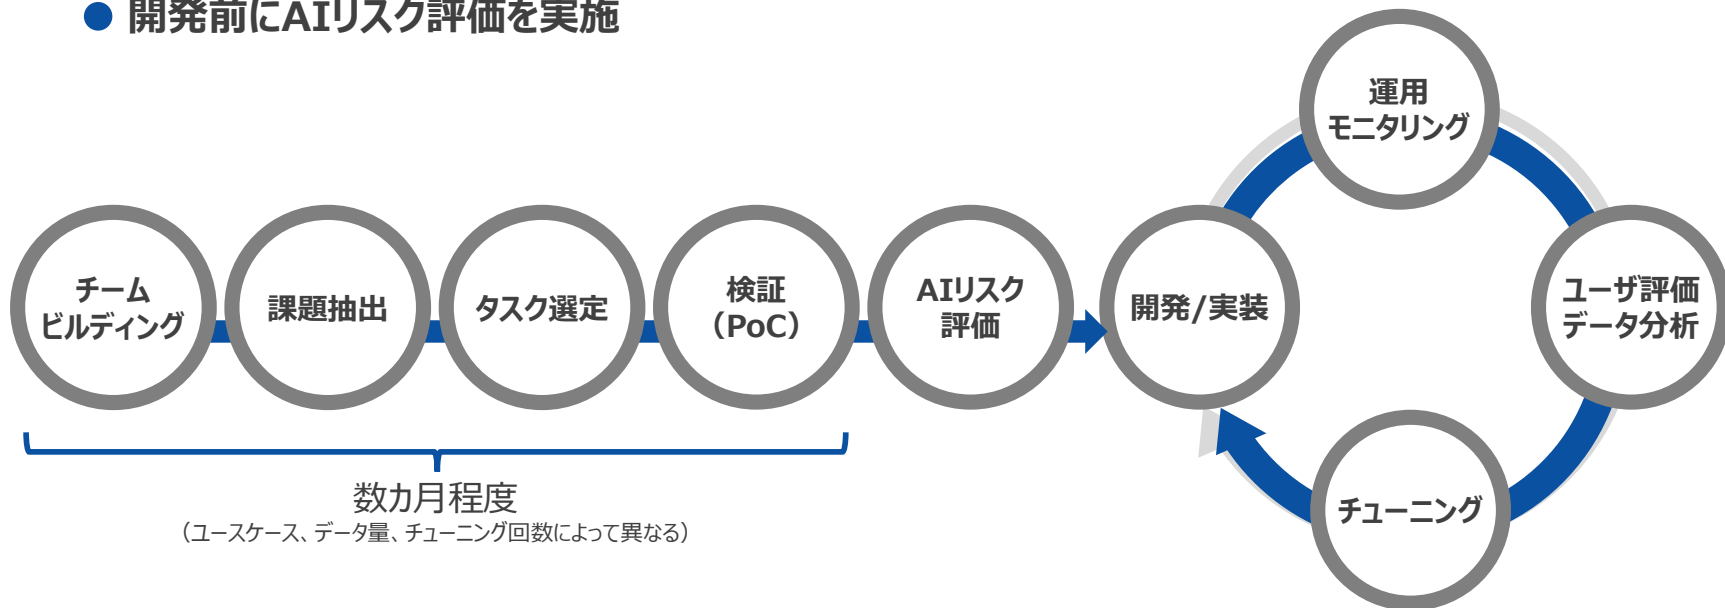 ● 開発前にAIリスク評価を実施
運用
モニタリング
チーム
ビルディング
課題抽出
タスク選定
検証
（PoC）
AIリスク
評価
開発/実装
ユーザ評価
データ分析
チューニング
数カ月程度
（ユースケース、データ量、チューニング回数によって異なる）